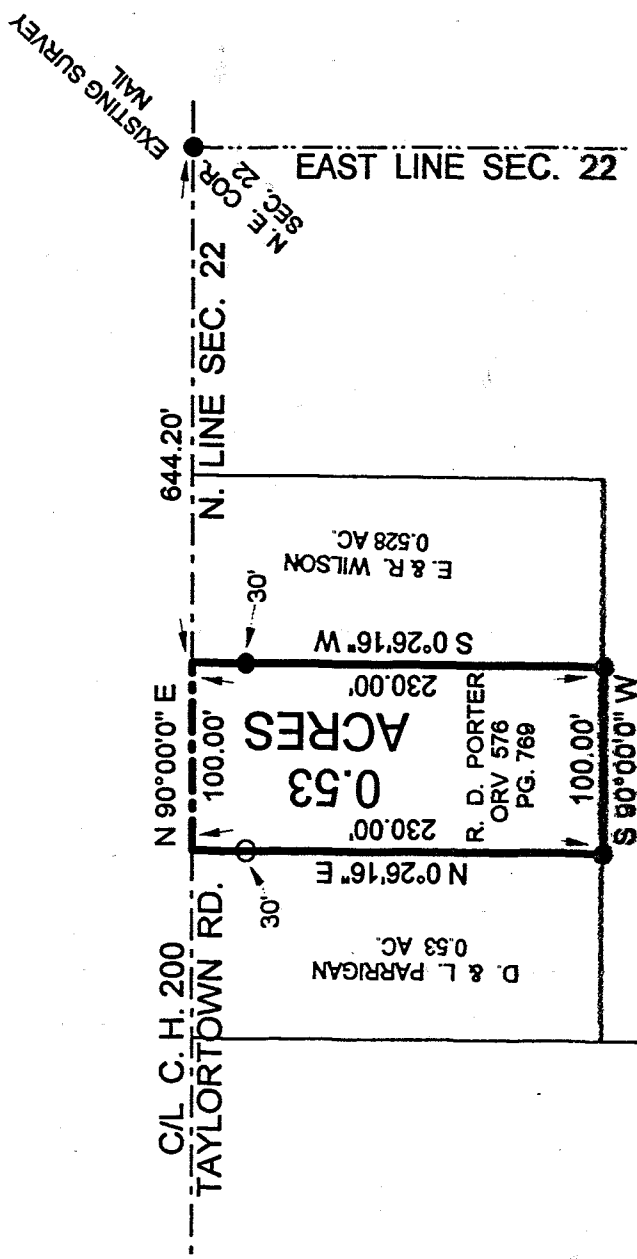 EXISTING SURVEY
NAIL
N. E. COR.
SEC. 22
EAST LINE SEC. 22
644.20'
N. LINE SEC. 22
E. & R. WILSON
0.528 AC.
30'
S 0°26'16" W
230.00'
N 90°00'0" E
100.00'
0.53
ACRES
R. D. PORTER
ORV 576
PG. 769
100.00'
S 90°00'0" W
230.00'
N 0°26'16" E
30'
D. & L. PARRIGAN
0.53 AC.
C/L C. H. 200
TAYLORTOWN RD.